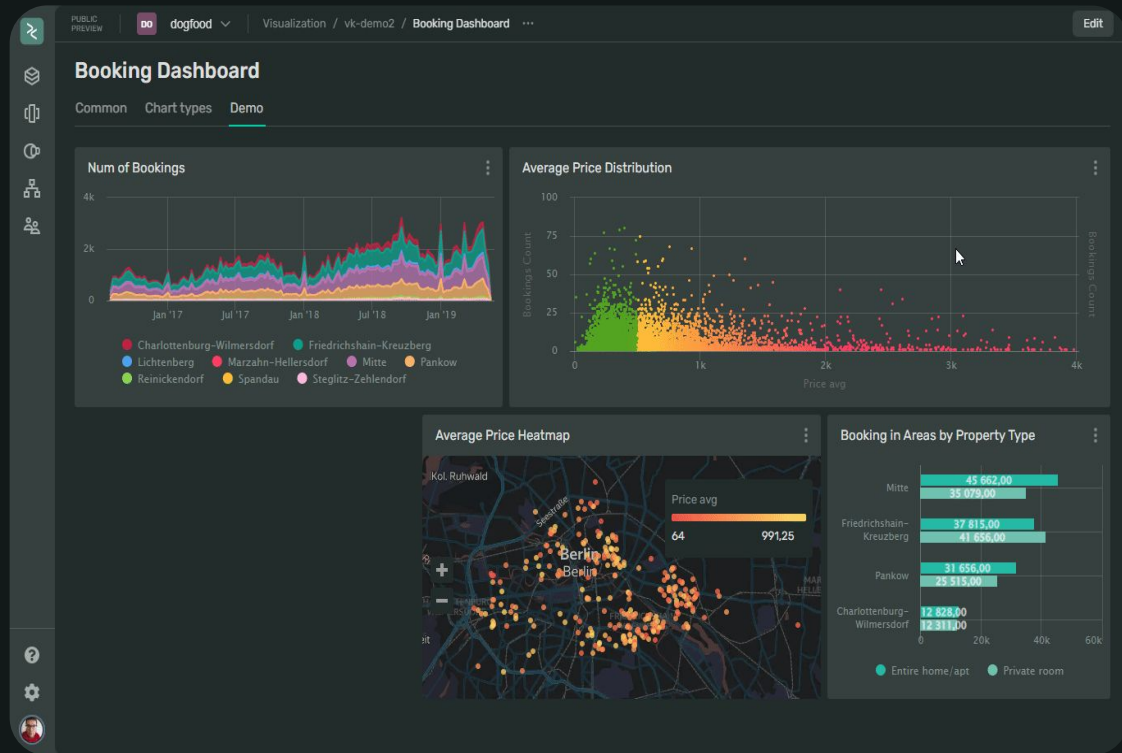 PUBLIC
PREVIEW
DO dogfood Visualization / vk-demo2 / Booking Dashboard ···
Edit
Booking Dashboard
Common Chart types Demo
Num of Bookings
4k
2k
0
Jan '17 Jul '17 Jan '18 Jul '18 Jan '19
Charlottenburg-Wilmersdorf Friedrichshain-Kreuzberg
Lichtenberg Marzahn-Hellersdorf Mitte Pankow
Reinickendorf Spandau Steglitz-Zehlendorf
Average Price Distribution
100
75
50
25
0
Bookings Count
Bookings Count
0 1k 2k 3k 4k
Price avg
Average Price Heatmap
Kol. Ruhwald
Seestraße
Price avg
64 991,25
Berlin
Berlin
Booking in Areas by Property Type
Mitte
45 662,00
35 079,00
Friedrichshain-
Kreuzberg
37 815,00
41 656,00
Pankow
31 656,00
25 515,00
Charlottenburg-
Wilmersdorf
12 828,00
12 311,00
0 20k 40k 60k
Entire home/apt Private room